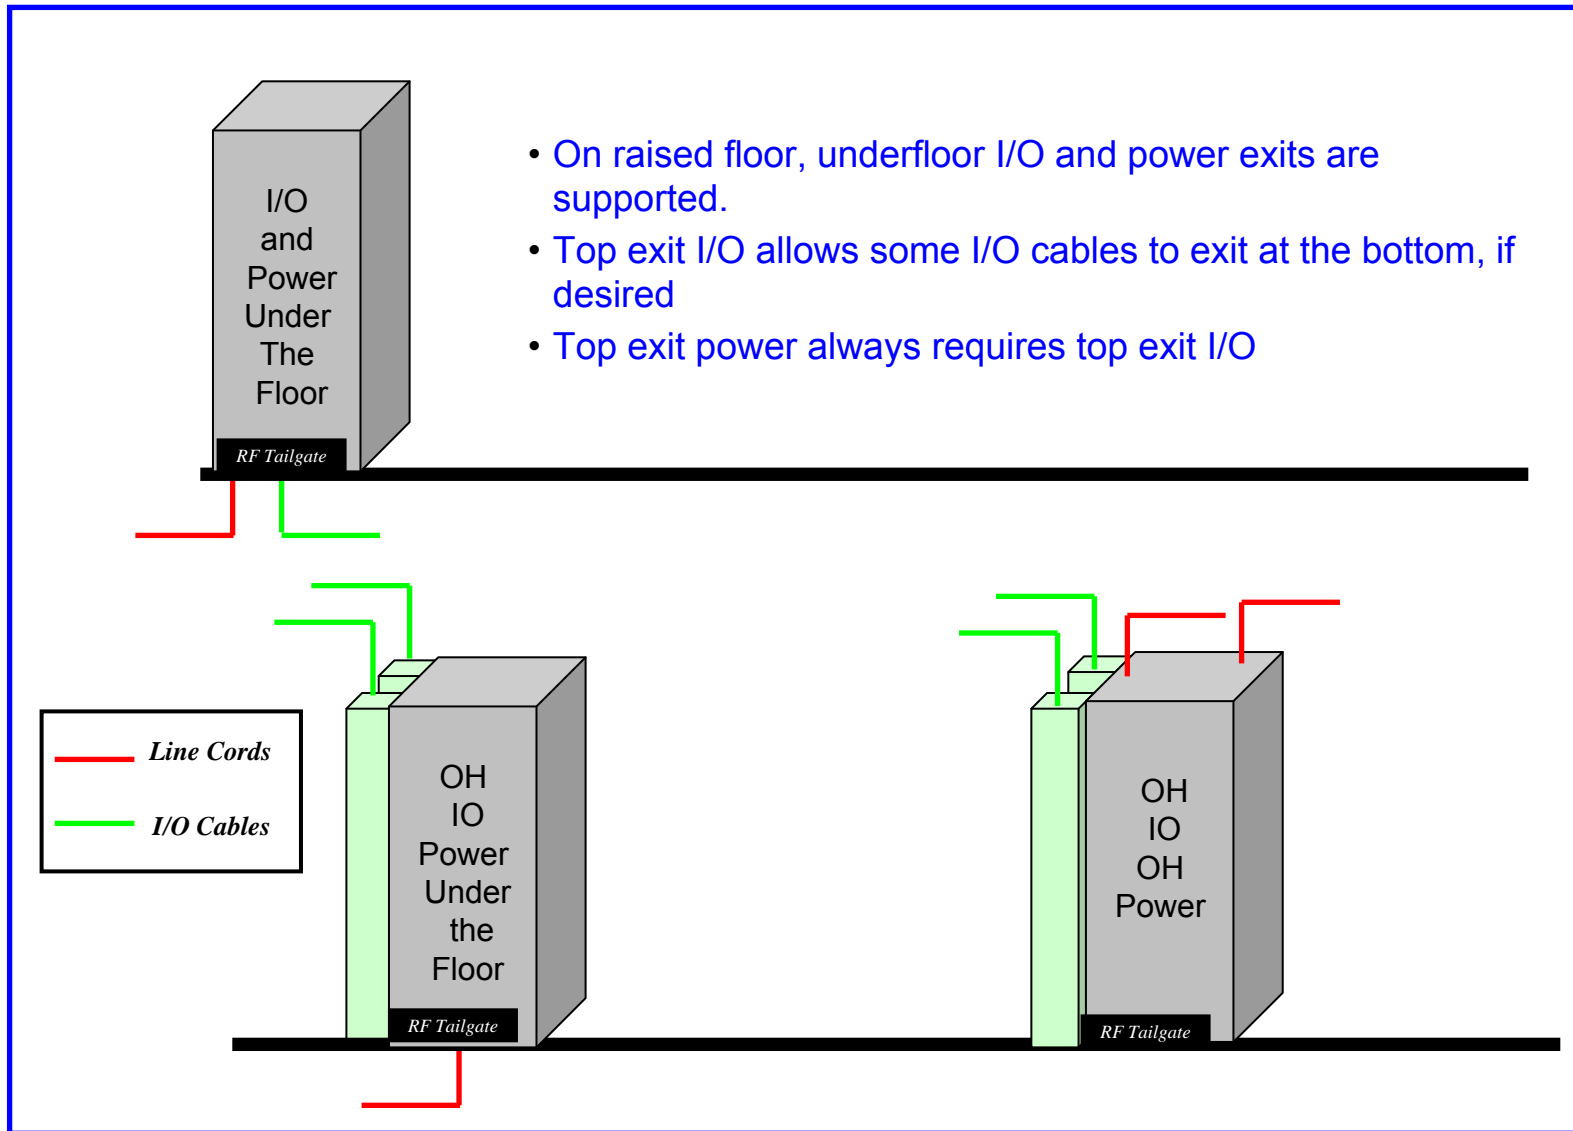 I/O
and
Power
Under
The
Floor
RF Tailgate
• On raised floor, underfloor I/O and power exits are
supported.
• Top exit I/O allows some I/O cables to exit at the bottom, if
desired
• Top exit power always requires top exit I/O
Line Cords
I/O Cables
OH
IO
Power
Under
the
Floor
RF Tailgate
OH
IO
OH
Power
RF Tailgate